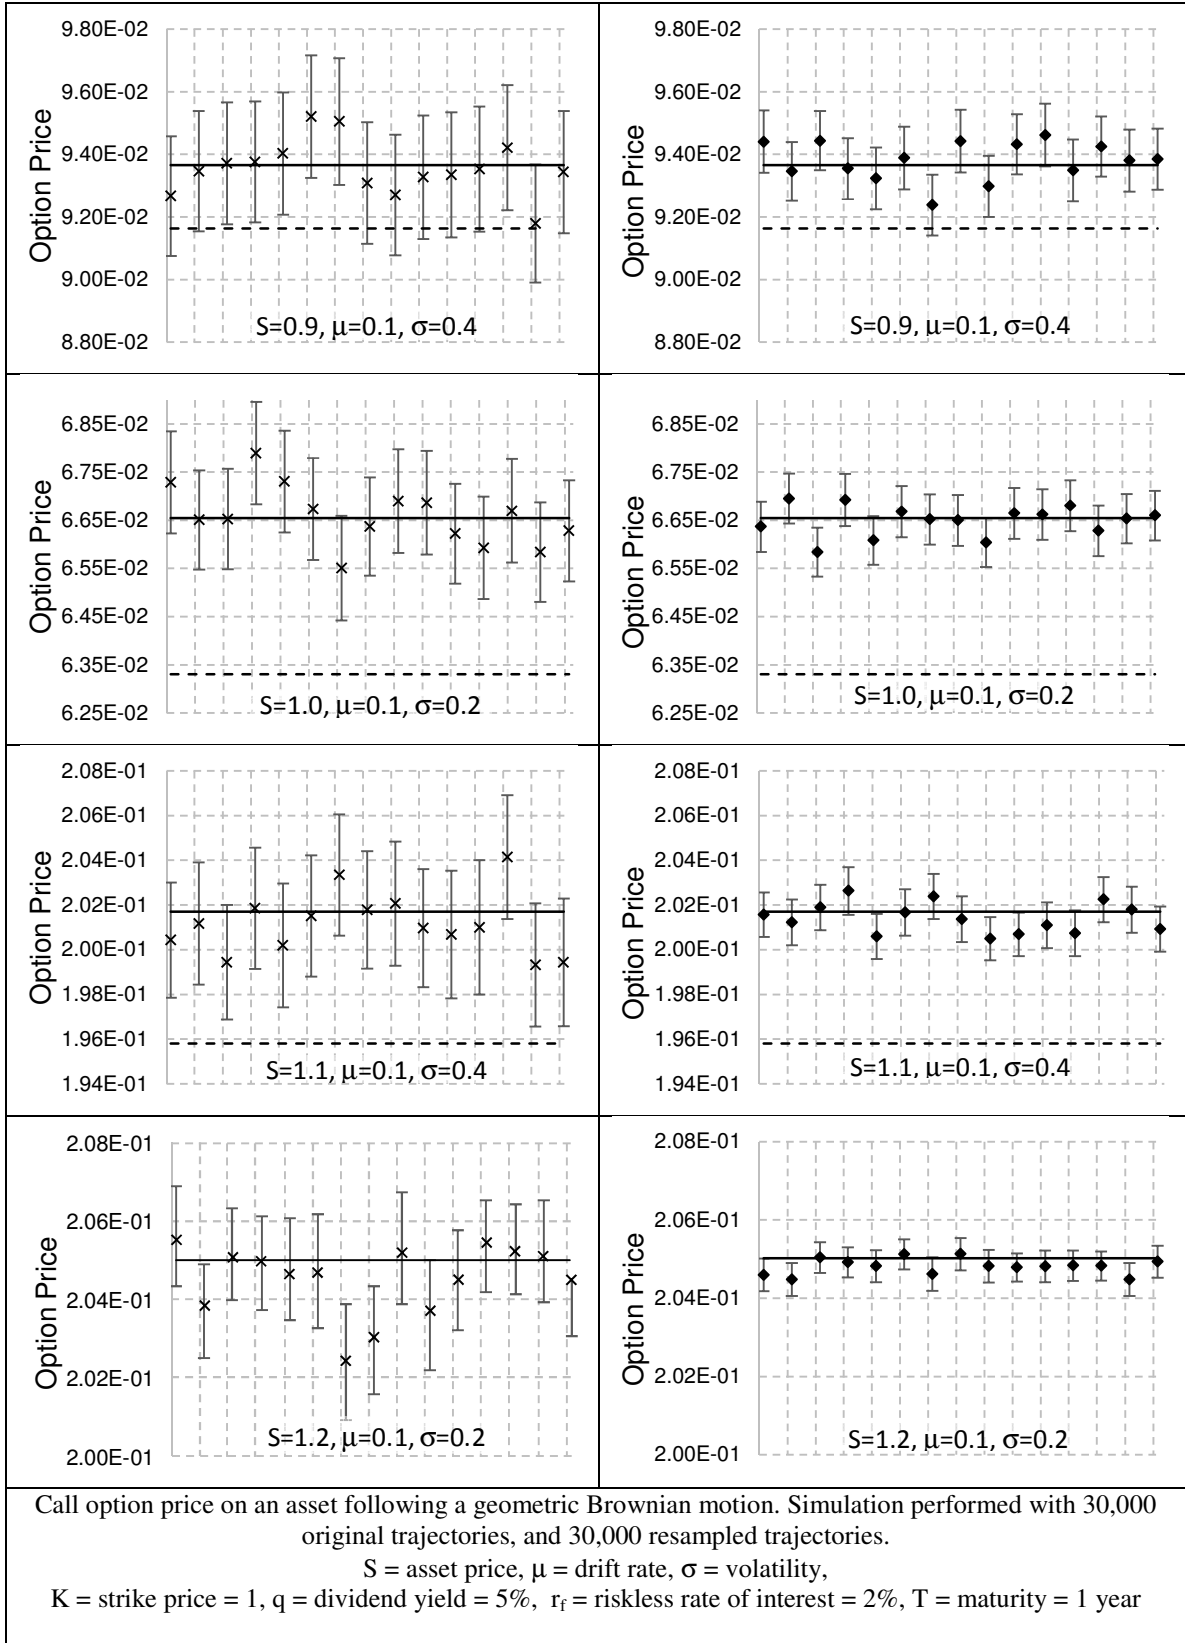 9.80E-02
9.60E-02
9.40E-02
9.20E-02
9.00E-02
8.80E-02
Option Price
S=0.9, μ=0.1, σ=0.4
9.80E-02
9.60E-02
9.40E-02
9.20E-02
9.00E-02
8.80E-02
Option Price
S=0.9, μ=0.1, σ=0.4
6.85E-02
6.75E-02
6.65E-02
6.55E-02
6.45E-02
6.35E-02
6.25E-02
Option Price
S=1.0, μ=0.1, σ=0.2
6.85E-02
6.75E-02
6.65E-02
6.55E-02
6.45E-02
6.35E-02
6.25E-02
Option Price
S=1.0, μ=0.1, σ=0.2
2.08E-01
2.06E-01
2.04E-01
2.02E-01
2.00E-01
1.98E-01
1.96E-01
1.94E-01
Option Price
S=1.1, μ=0.1, σ=0.4
2.08E-01
2.06E-01
2.04E-01
2.02E-01
2.00E-01
1.98E-01
1.96E-01
1.94E-01
Option Price
S=1.1, μ=0.1, σ=0.4
2.08E-01
2.06E-01
2.04E-01
2.02E-01
2.00E-01
Option Price
S=1.2, μ=0.1, σ=0.2
2.08E-01
2.06E-01
2.04E-01
2.02E-01
2.00E-01
Option Price
S=1.2, μ=0.1, σ=0.2
Call option price on an asset following a geometric Brownian motion. Simulation performed with 30,000
original trajectories, and 30,000 resampled trajectories.
S = asset price, μ = drift rate, σ = volatility,
K = strike price = 1, q = dividend yield = 5%, r_f = riskless rate of interest = 2%, T = maturity = 1 year